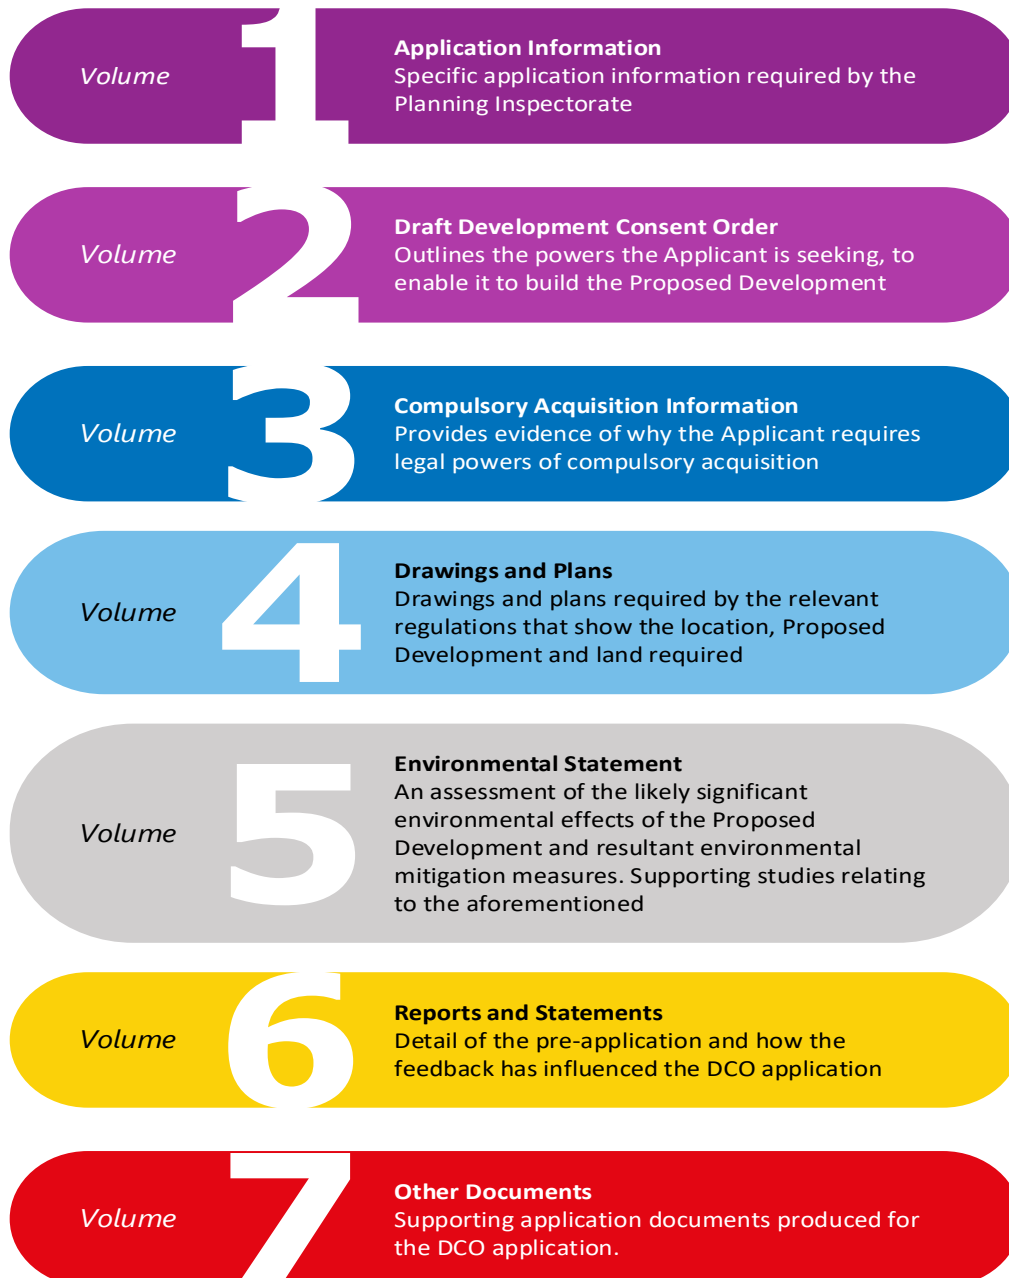 Volume
1
Application Information
Specific application information required by the
Planning Inspectorate
Volume
2
Draft Development Consent Order
Outlines the powers the Applicant is seeking, to
enable it to build the Proposed Development
Volume
3
Compulsory Acquisition Information
Provides evidence of why the Applicant requires
legal powers of compulsory acquisition
Volume
4
Drawings and Plans
Drawings and plans required by the relevant
regulations that show the location, Proposed
Development and land required
Volume
5
Environmental Statement
An assessment of the likely significant
environmental effects of the Proposed
Development and resultant environmental
mitigation measures. Supporting studies relating
to the aforementioned
Volume
6
Reports and Statements
Detail of the pre-application and how the
feedback has influenced the DCO application
Volume
7
Other Documents
Supporting application documents produced for
the DCO application.